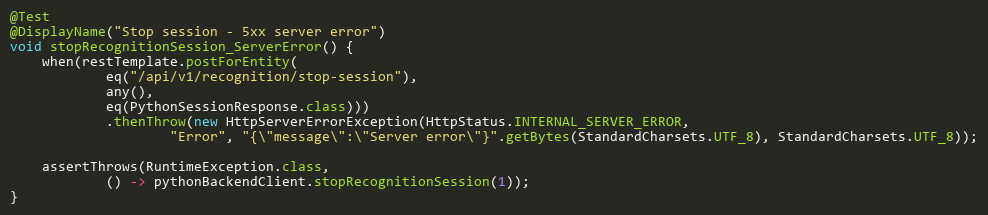 @Test
@DisplayName("Stop session - 5xx server error")
void stopRecognitionSession_ServerError() {
    when(restTemplate.postForEntity(
            eq("/api/v1/recognition/stop-session"),
            any(),
            eq(PythonSessionResponse.class)))
            .thenThrow(new HttpServerErrorException(HttpStatus.INTERNAL_SERVER_ERROR,
                    "Error", "{\"message\":\"Server error\"}".getBytes(StandardCharsets.UTF_8), StandardCharsets.UTF_8));

    assertThrows(RuntimeException.class,
            () -> pythonBackendClient.stopRecognitionSession(1));
}